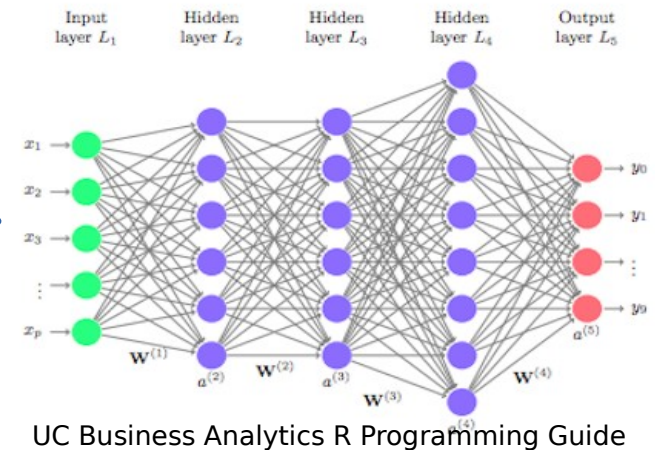 Input Hidden Hidden Hidden Output
layer L₁ layer L₂ layer L₃ layer L₄ layer L₅
x₁
x₂ y₀
x₃ y₁
⋮ ⋮
xₚ y₉
W⁽¹⁾ a⁽⁵⁾
a⁽²⁾ W⁽²⁾ a⁽³⁾ W⁽⁴⁾
W⁽³⁾
a⁽⁴⁾
UC Business Analytics R Programming Guide